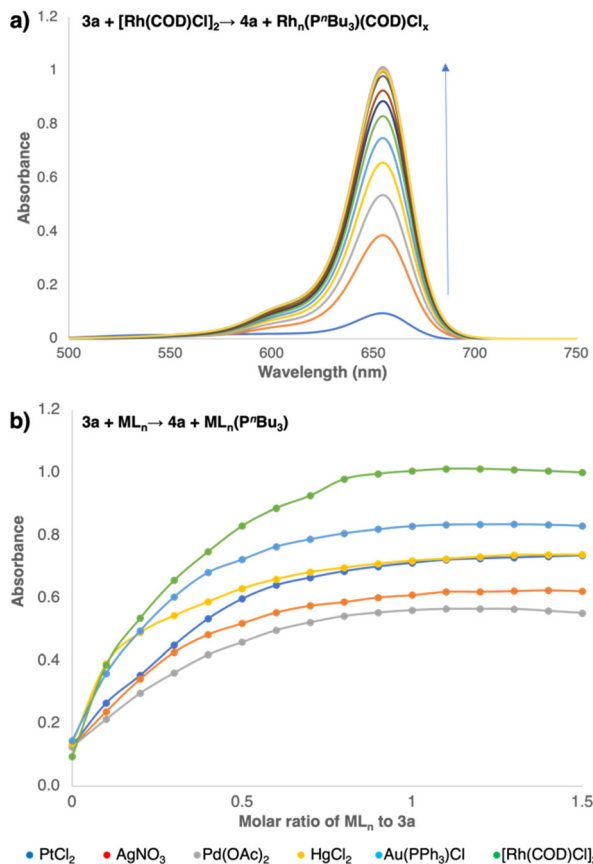 a) 3a + [Rh(COD)Cl]₂→ 4a + Rhₙ(PⁿBu₃)(COD)Clₓ
1.2
1
0.8
0.6
0.4
0.2
0
Absorbance
500 550 600 650 700 750
Wavelength (nm)
b) 3a + MLₙ→ 4a + MLₙ(PⁿBu₃)
1.2
1.0
0.8
0.6
0.4
0.2
0.0
Absorbance
0 0.5 1 1.5
Molar ratio of MLₙ to 3a
PtCl₂ AgNO₃ Pd(OAc)₂ HgCl₂ Au(PPh₃)Cl [Rh(COD)Cl]